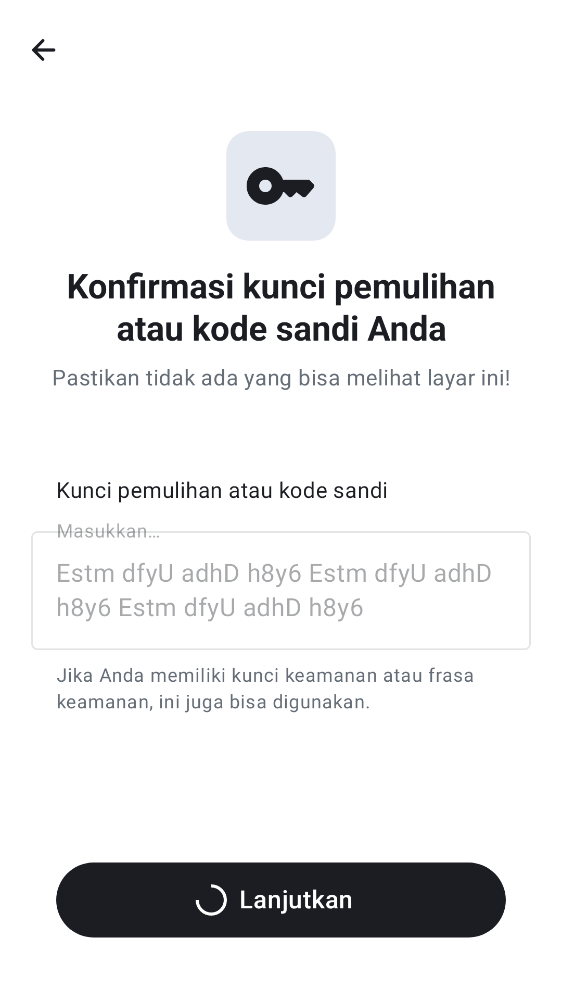 Konfirmasi kunci pemulihan
atau kode sandi Anda
Pastikan tidak ada yang bisa melihat layar ini!
Kunci pemulihan atau kode sandi
Masukkan…
Estm dfyU adhD h8y6 Estm dfyU adhD
h8y6 Estm dfyU adhD h8y6
Jika Anda memiliki kunci keamanan atau frasa
keamanan, ini juga bisa digunakan.
Lanjutkan